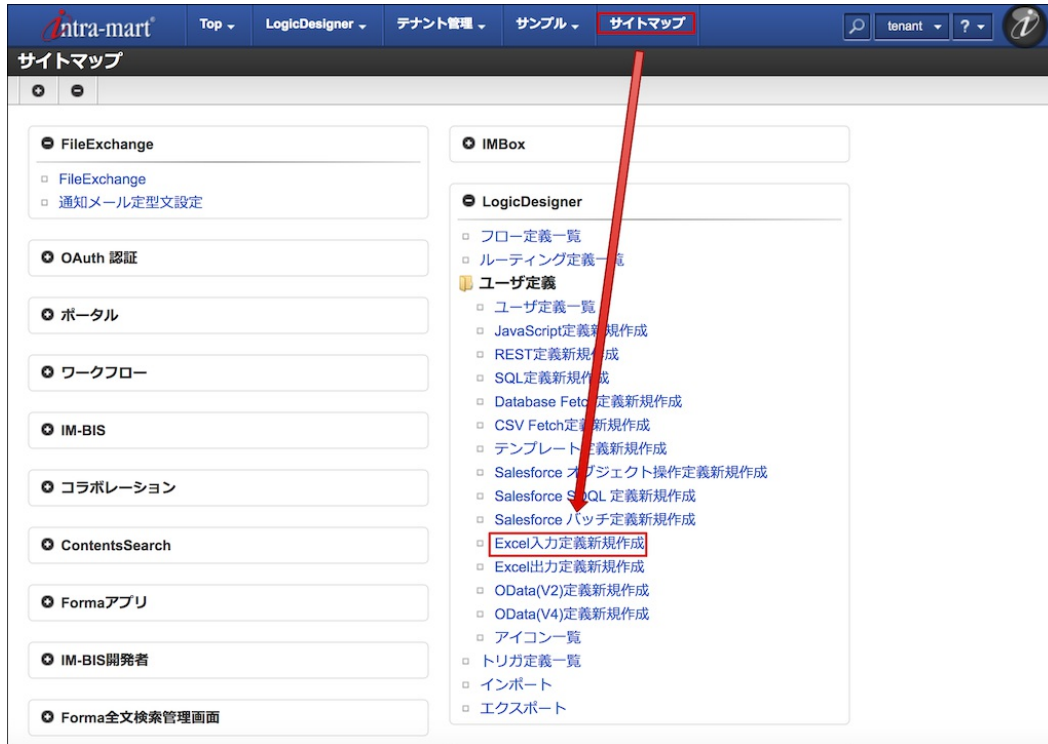 intra-mart Top LogicDesigner テナント管理 サンプル サイトマップ tenant ?
サイトマップ
FileExchange
FileExchange
通知メール定型文設定
OAuth 認証
ポータル
ワークフロー
IM-BIS
コラボレーション
ContentsSearch
Formaアプリ
IM-BIS開発者
Forma全文検索管理画面
IMBox
LogicDesigner
フロー定義一覧
ルーティング定義一覧
ユーザ定義
ユーザ定義一覧
JavaScript定義新規作成
REST定義新規作成
SQL定義新規作成
Database Fetch定義新規作成
CSV Fetch定義新規作成
テンプレート定義新規作成
Salesforce オブジェクト操作定義新規作成
Salesforce SOQL 定義新規作成
Salesforce バッチ定義新規作成
Excel入力定義新規作成
Excel出力定義新規作成
OData(V2)定義新規作成
OData(V4)定義新規作成
アイコン一覧
トリガ定義一覧
インポート
エクスポート